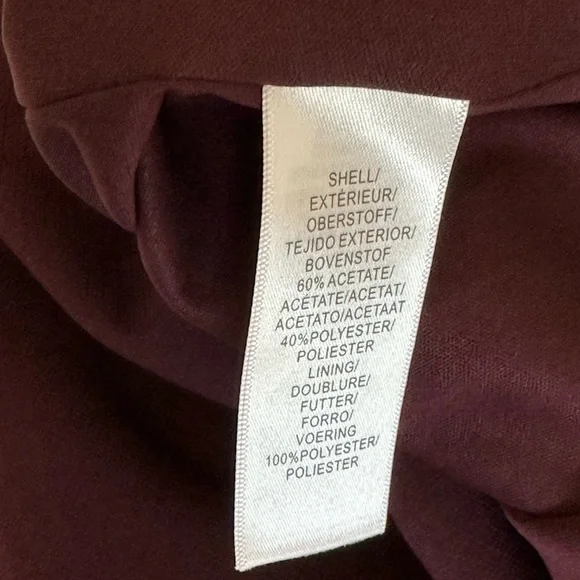 SHELL/
EXTÉRIEUR/
OBERSTOFF/
TEJIDO EXTERIOR/
BOVENSTOF
60% ACETATE/
ACÉTATE/ACETAT/
ACETATO/ACETAAT
40%POLYESTER/
POLIESTER
LINING/
DOUBLURE/
FUTTER/
FORRO/
VOERING
100%POLYESTER/
POLIESTER